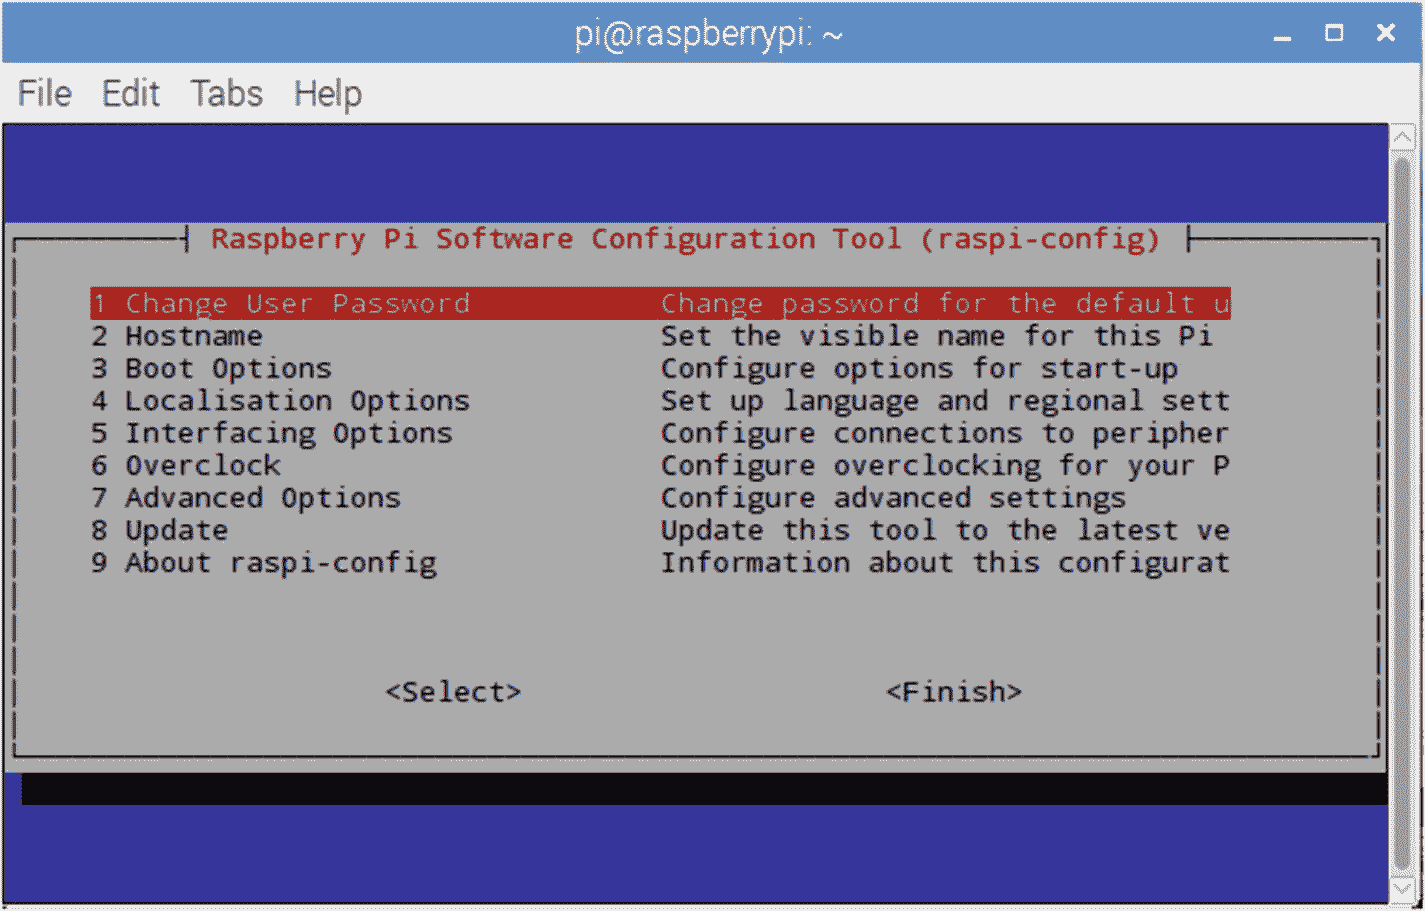 pi@raspberrypi: ~
File Edit Tabs Help
Raspberry Pi Software Configuration Tool (raspi-config)
1 Change User Password Change password for the default u
2 Hostname Set the visible name for this Pi
3 Boot Options Configure options for start-up
4 Localisation Options Set up language and regional sett
5 Interfacing Options Configure connections to peripher
6 Overclock Configure overclocking for your P
7 Advanced Options Configure advanced settings
8 Update Update this tool to the latest ve
9 About raspi-config Information about this configurat
<Select> <Finish>